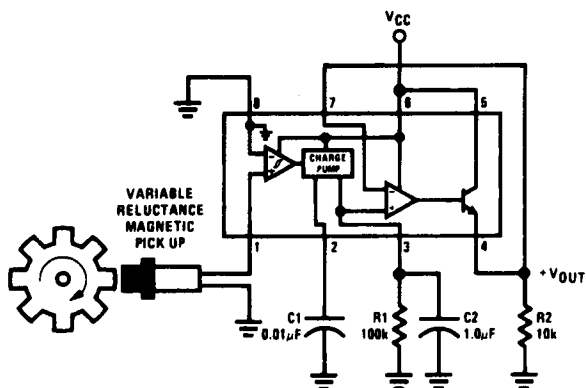 VCC
8 7 6 5
CHARGE
PUMP
VARIABLE
RELUCTANCE
MAGNETIC
PICK UP
1 2 3 4
+VOUT
C1
0.01µF
R1
100k
C2
1.0µF
R2
10k